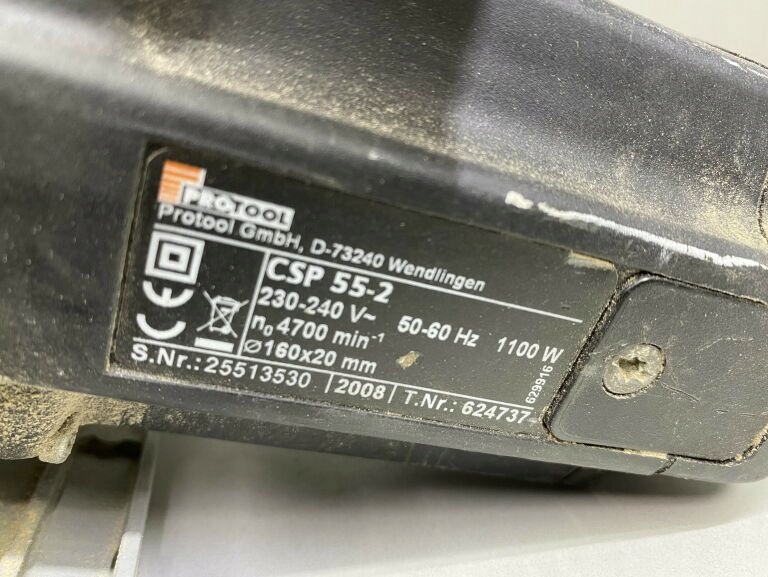 PROTOOL
Protool GmbH, D-73240 Wendlingen
CSP 55-2
230-240 V~ 50-60 Hz 1100 W
n₀ 4700 min⁻¹
Ø 160x20 mm
S.Nr.: 25513530 2008 T.Nr.: 624737
629916
CE